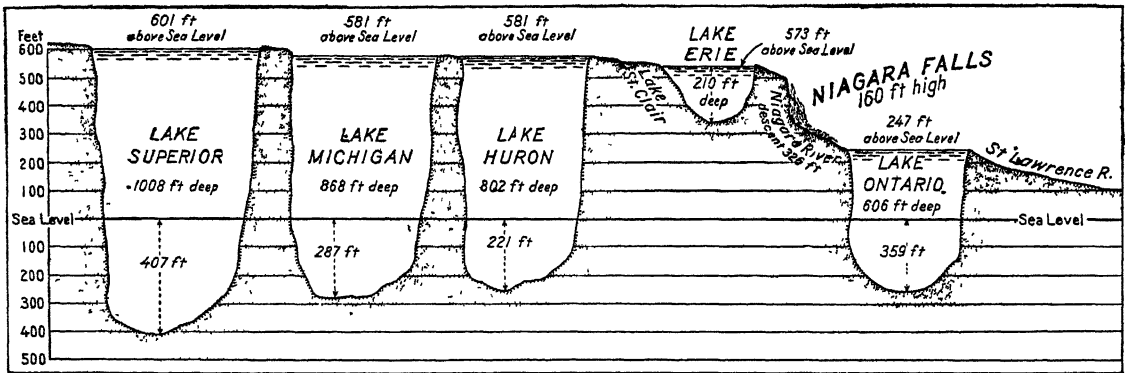 601 ft
above Sea Level
581 ft
above Sea Level
581 ft
above Sea Level
LAKE
ERIE
573 ft
above Sea Level
Feet
600
500
400
300
200
100
Sea Level
100
200
300
400
500
LAKE
SUPERIOR
1008 ft deep
407 ft
LAKE
MICHIGAN
868 ft deep
287 ft
LAKE
HURON
802 ft deep
221 ft
Lake
St. Clair
210 ft
deep
Niagara River
descent 326 ft
NIAGARA FALLS
160 ft high
247 ft
above Sea Level
LAKE
ONTARIO
606 ft deep
359 ft
St Lawrence R.
Sea Level